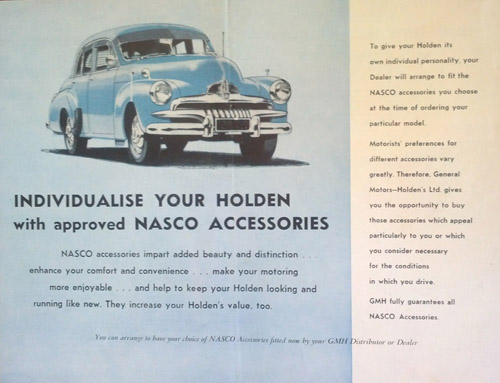 INDIVIDUALISE YOUR HOLDEN
with approved NASCO ACCESSORIES
NASCO accessories impart added beauty and distinction . . .
enhance your comfort and convenience . . . make your motoring
more enjoyable . . . and help to keep your Holden looking and
running like new. They increase your Holden's value, too.
You can arrange to have your choice of NASCO Accessories fitted now by your GMH Distributor or Dealer
To give your Holden its
own individual personality, your
Dealer will arrange to fit the
NASCO accessories you choose
at the time of ordering your
particular model.
Motorists' preferences for
different accessories vary
greatly. Therefore, General
Motors-Holden's Ltd. gives
you the opportunity to buy
those accessories which appeal
particularly to you or which
you consider necessary
for the conditions
in which you drive.
GMH fully guarantees all
NASCO Accessories.